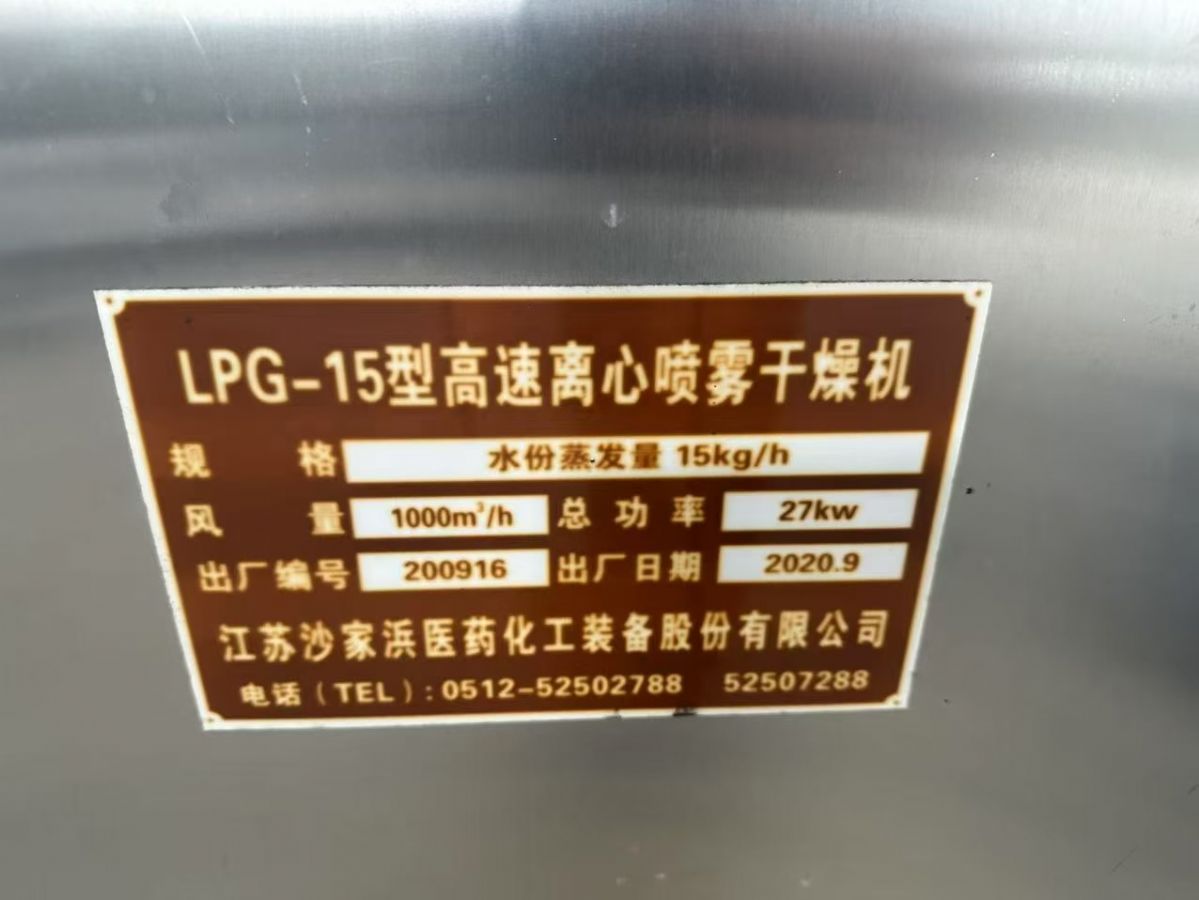 LPG-15型高速离心喷雾干燥机
规格 水份蒸发量 15kg/h
风量 1000m³/h 总功率 27kw
出厂编号 200916 出厂日期 2020.9
江苏沙家浜医药化工装备股份有限公司
电话(TEL):0512-52502788 52507288